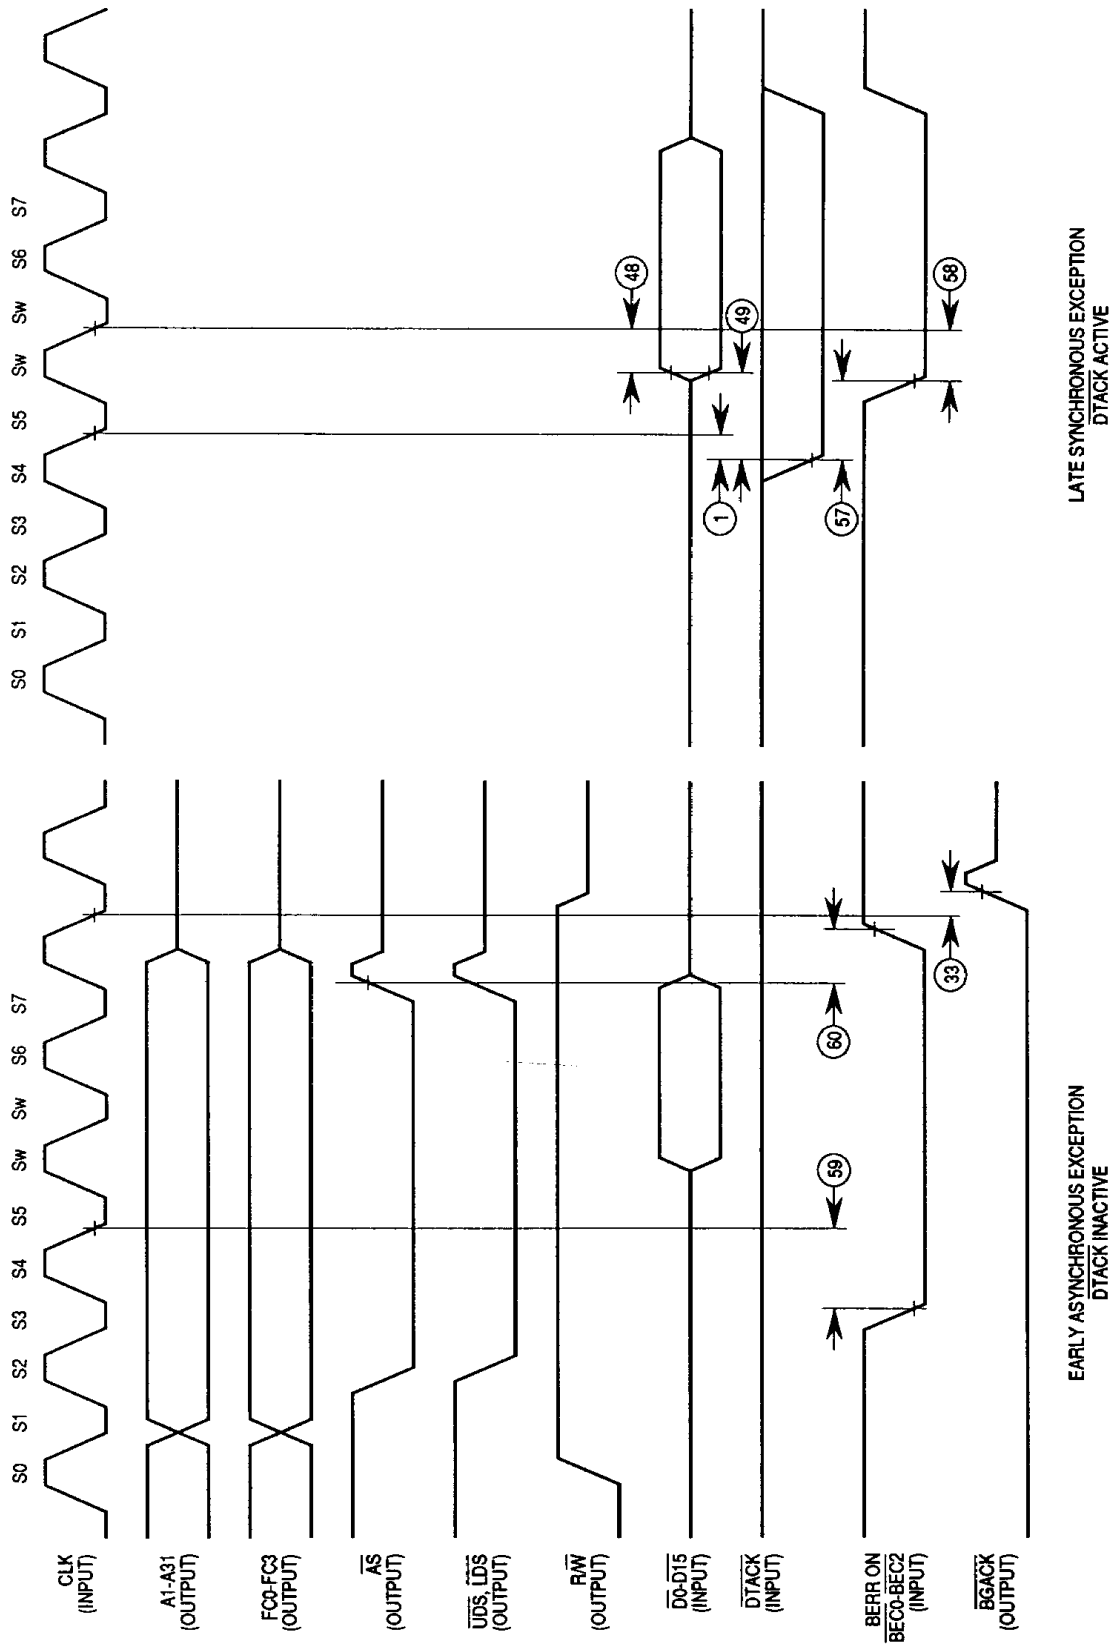 S0 S1 S2 S3 S4 S5 Sw Sw S6 S7
S0 S1 S2 S3 S4 S5 Sw Sw S6 S7
CLK
(INPUT)
A1-A31
(OUTPUT)
FC0-FC3
(OUTPUT)
AS
(OUTPUT)
UDS, LDS
(OUTPUT)
R/W
(OUTPUT)
48
D0-D15
(INPUT)
1
49
DTACK
(INPUT)
59
60
57
BERR ON
BEC0-BEC2
(INPUT)
33
58
BGACK
(OUTPUT)
EARLY ASYNCHRONOUS EXCEPTION
DTACK INACTIVE
LATE SYNCHRONOUS EXCEPTION
DTACK ACTIVE